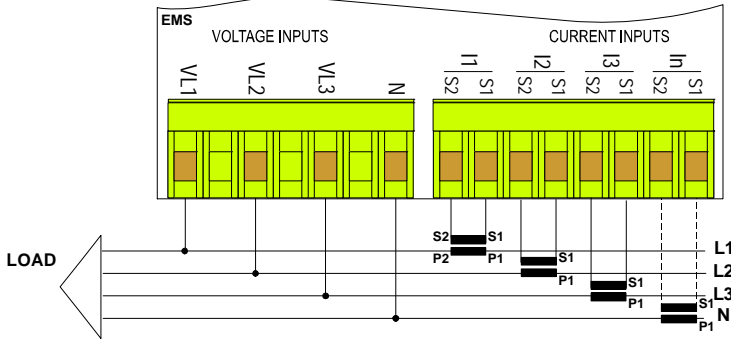 EMS
VOLTAGE INPUTS CURRENT INPUTS
I1 I2 I3 In
VL1 VL2 VL3 N S2 S1 S2 S1 S2 S1 S2 S1
S2 S1
L1
P2 P1
LOAD
S1
L2
P1
S1
L3
P1
S1
N
P1